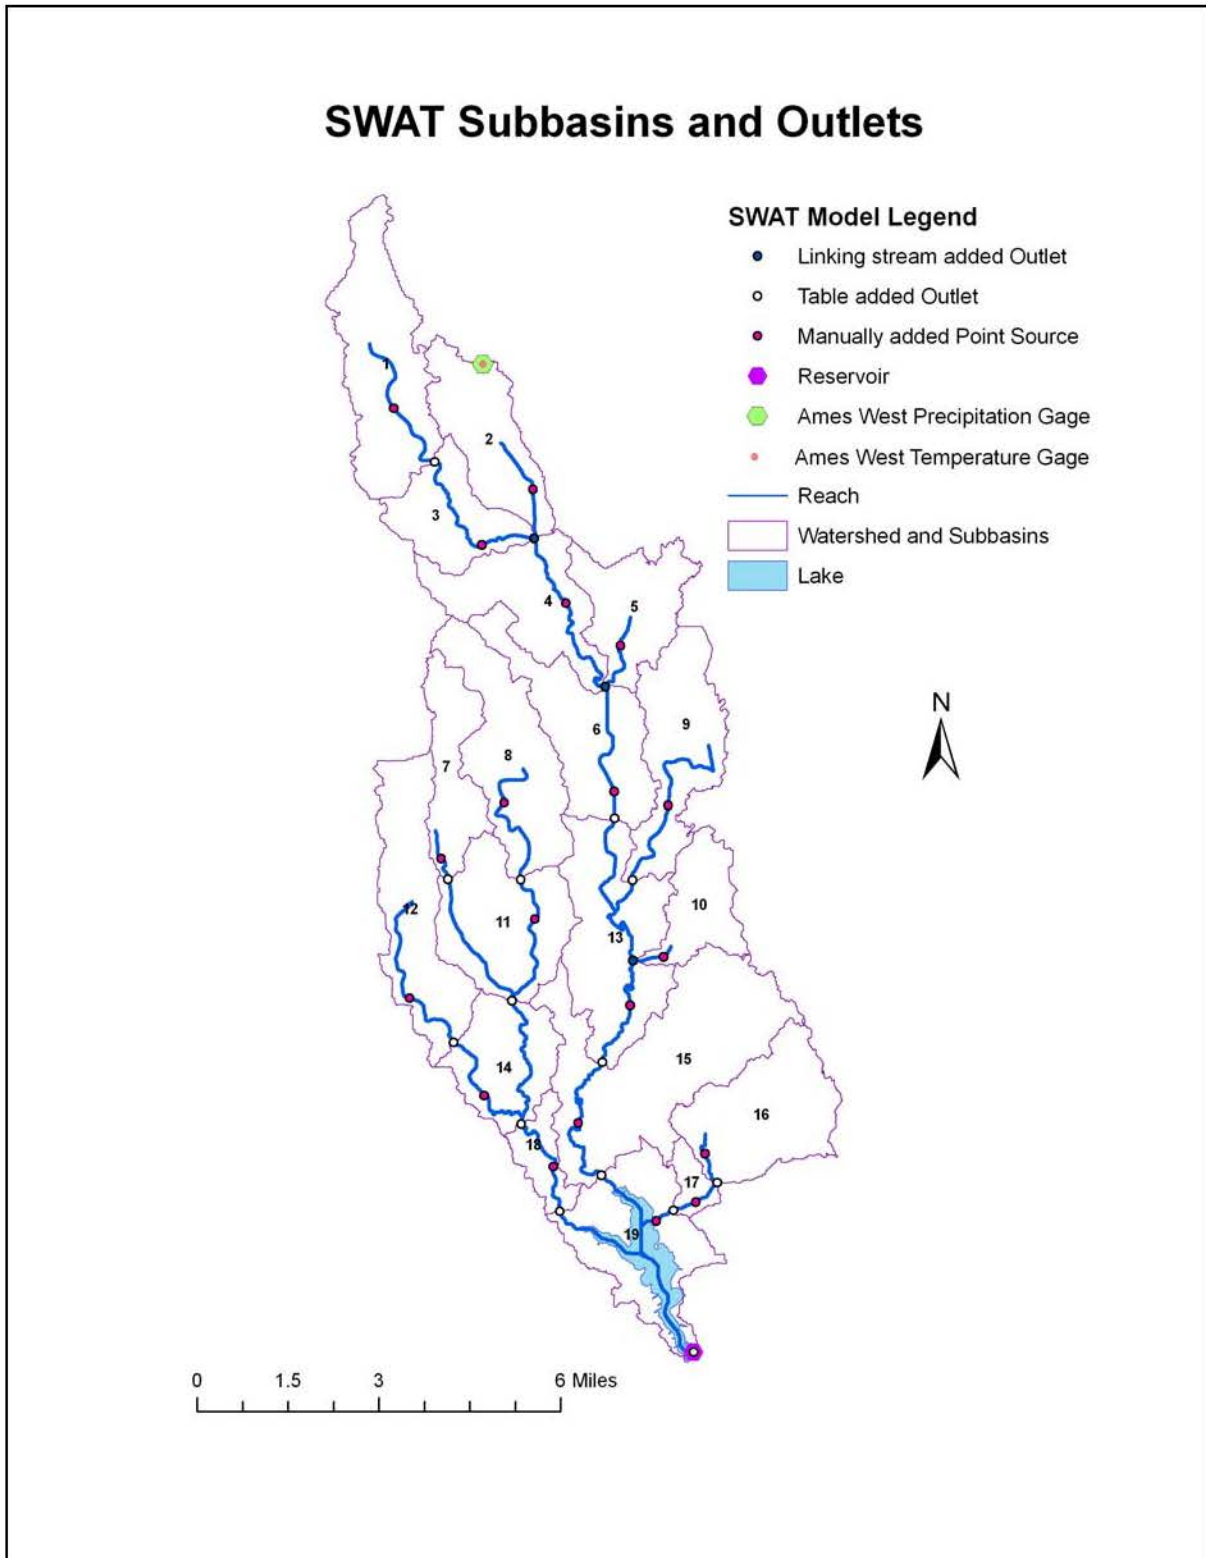 SWAT Subbasins and Outlets
SWAT Model Legend
Linking stream added Outlet
Table added Outlet
Manually added Point Source
Reservoir
Ames West Precipitation Gage
Ames West Temperature Gage
Reach
Watershed and Subbasins
Lake
1
2
3
4
5
6
N
9
8
7
10
12
11
13
15
14
16
18
17
19
0 1.5 3 6 Miles